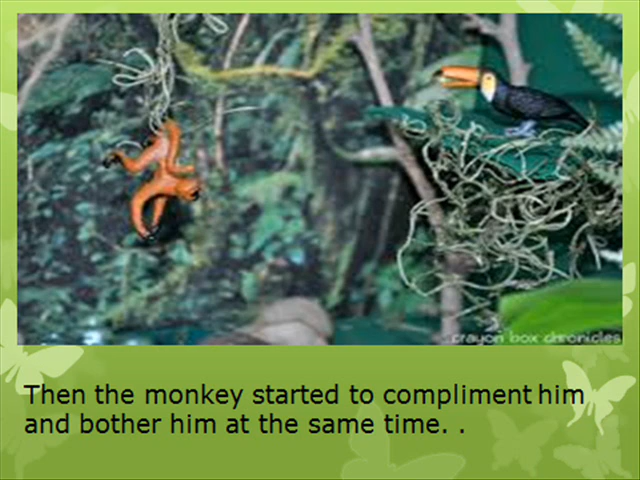 crayon box chronicles
Then the monkey started to compliment him
and bother him at the same time. .